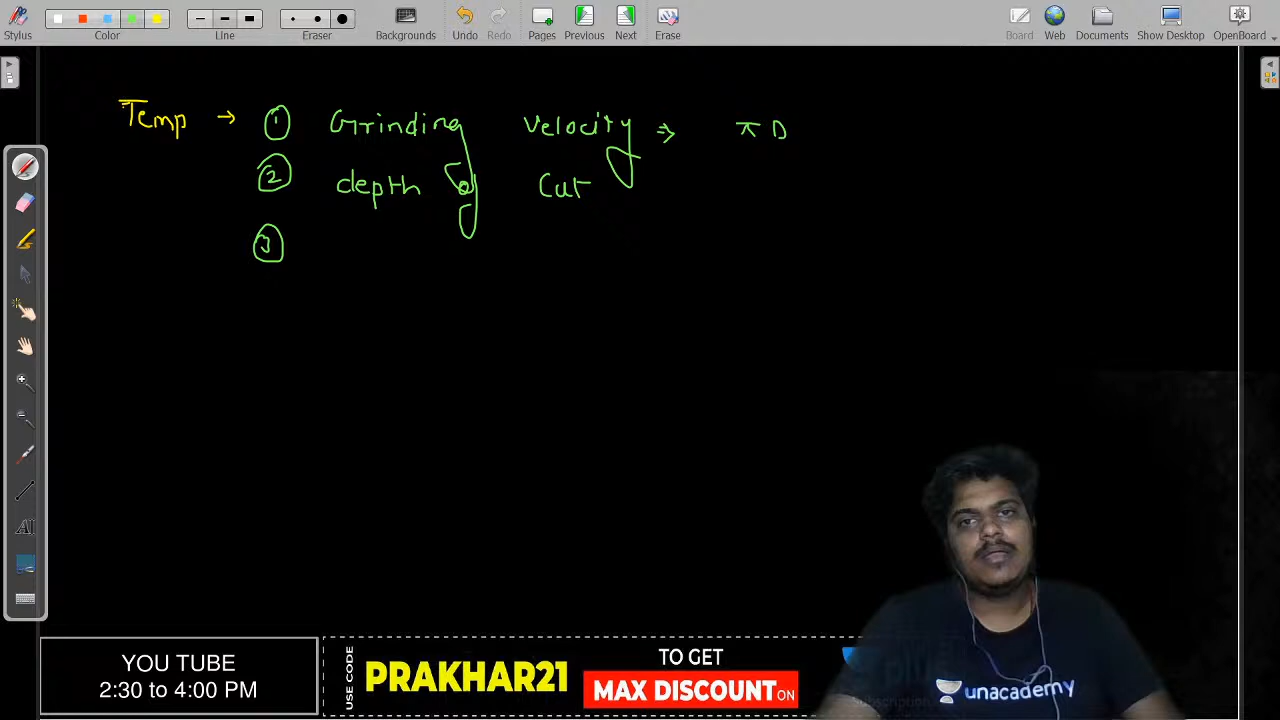 Stylus
Color
Line
Eraser
Backgrounds
Undo
Redo
Pages
Previous
Next
Erase
Board
Web
Documents
Show Desktop
OpenBoard
Temp → ① Grinding Velocity ⇒ π D
② depth of Cut
③
YOU TUBE
2:30 to 4:00 PM
USE CODE
PRAKHAR21
TO GET
MAX DISCOUNT ON
unacademy
Subscription